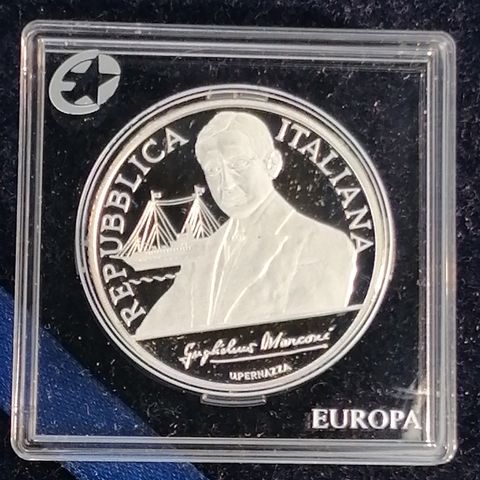 REPUBBLICA ITALIANA
Guglielmo Marconi
UPERNAZZA
EUROPA